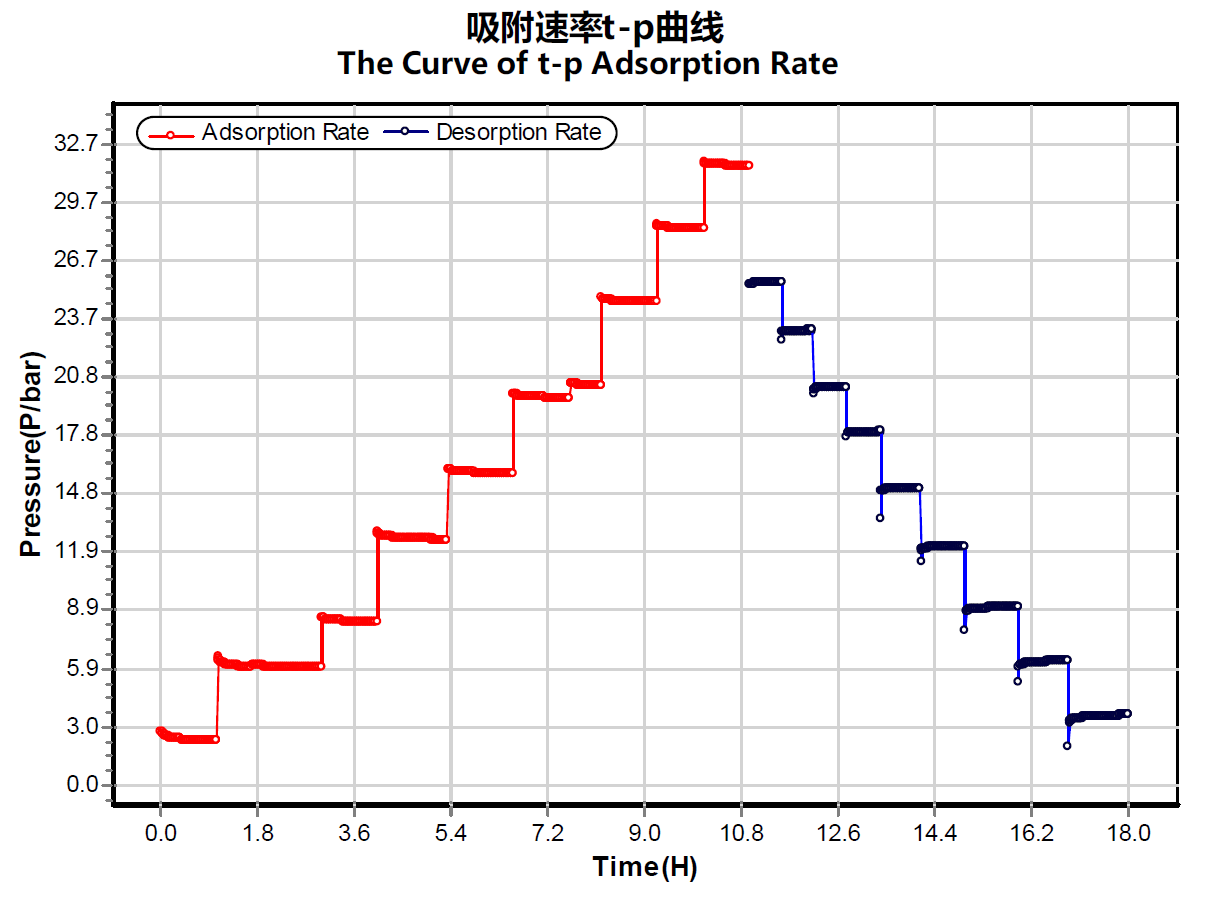 吸附速率t-p曲线
The Curve of t-p Adsorption Rate
Adsorption Rate Desorption Rate
32.7
29.7
26.7
23.7
20.8
17.8
14.8
11.9
8.9
5.9
3.0
0.0
Pressure(P/bar)
0.0 1.8 3.6 5.4 7.2 9.0 10.8 12.6 14.4 16.2 18.0
Time(H)